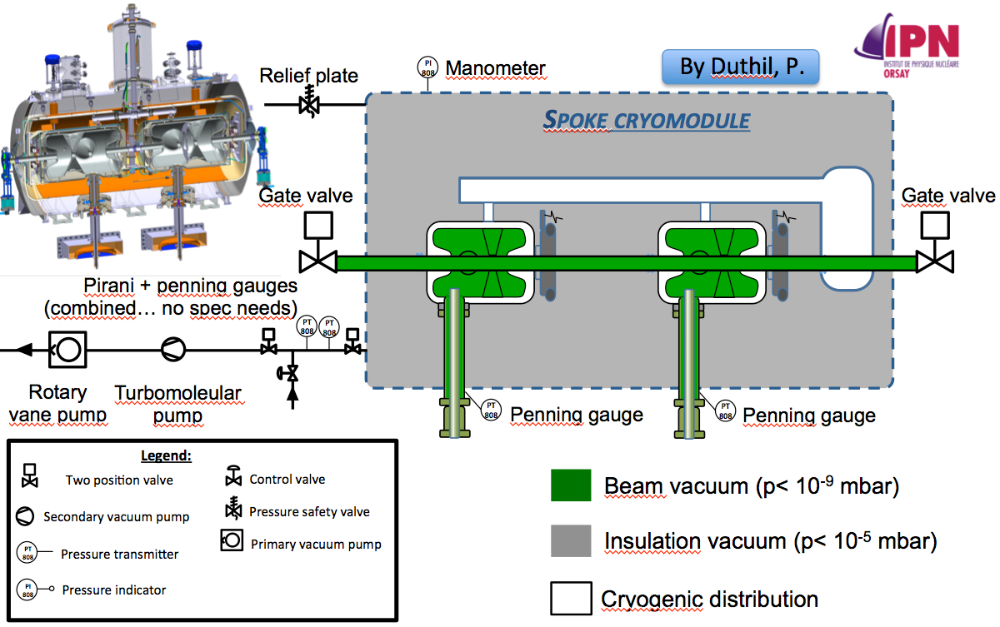 IPN
INSTITUT DE PHYSIQUE NUCLÉAIRE
ORSAY
By Duthil, P.
PI
808
Manometer
Relief plate
SPOKE CRYOMODULE
Gate valve
Gate valve
Pirani + penning gauges
(combined… no spec needs)
PT
808
PT
808
Rotary
vane pump
Turbomoleular
pump
PT
808
Penning gauge
PT
808
Penning gauge
Legend:
Two position valve
Control valve
Secondary vacuum pump
Pressure safety valve
PT
808
Pressure transmitter
Primary vacuum pump
PI
808
Pressure indicator
Beam vacuum (p< 10-9 mbar)
Insulation vacuum (p< 10-5 mbar)
Cryogenic distribution